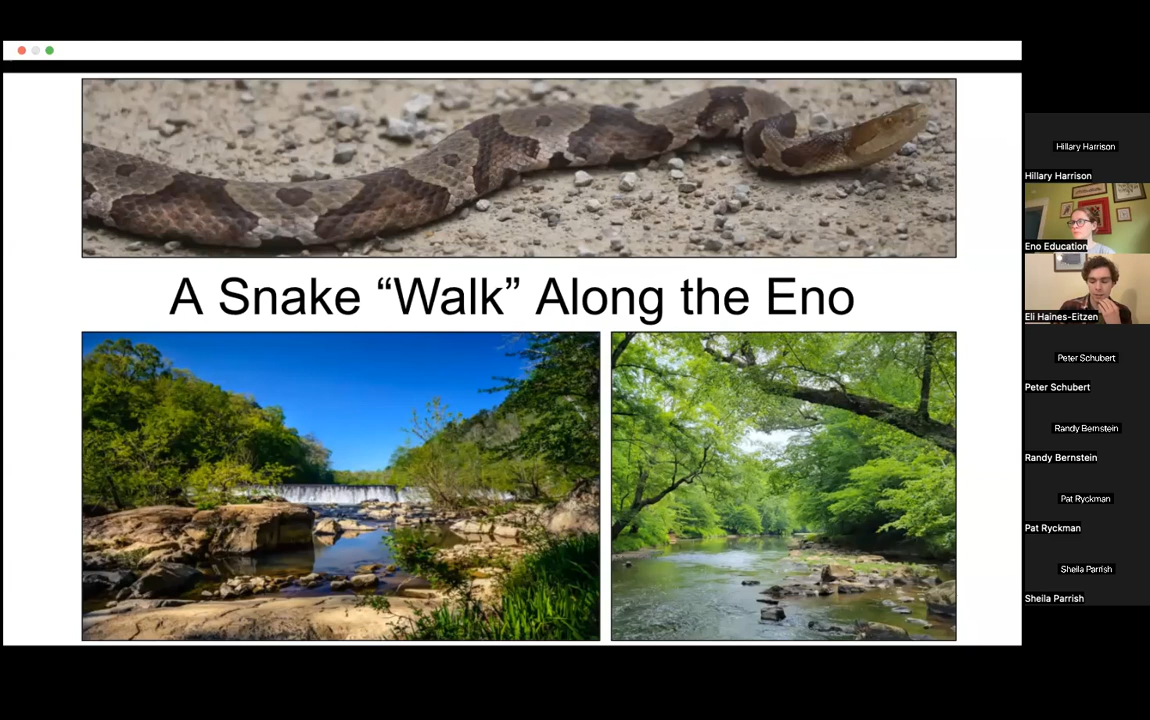 A Snake “Walk” Along the Eno
Hillary Harrison
Hillary Harrison
Eno Education
Eli Haines-Eitzen
Peter Schubert
Peter Schubert
Randy Bernstein
Randy Bernstein
Pat Ryckman
Pat Ryckman
Sheila Parrish
Sheila Parrish